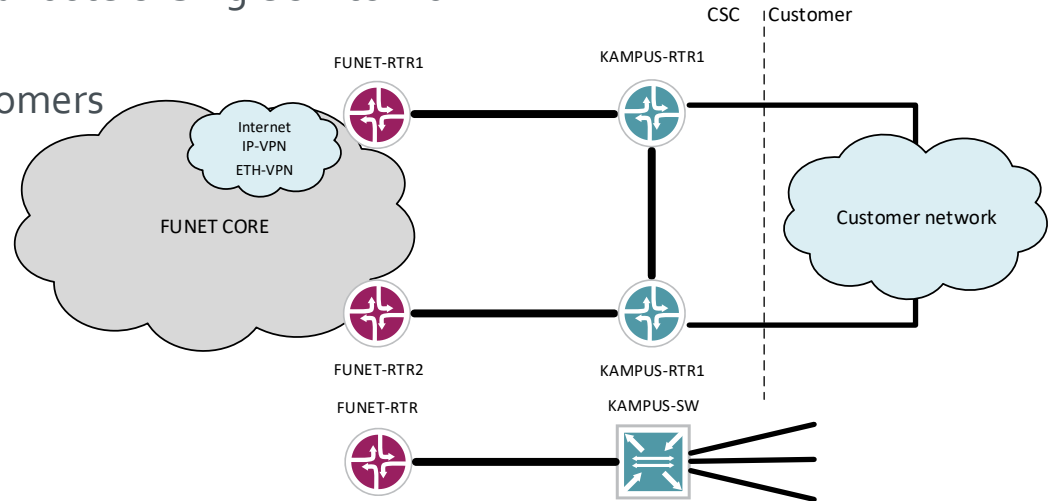 CSC
Customer
FUNET-RTR1
KAMPUS-RTR1
omers
Internet
IP-VPN
ETH-VPN
FUNET CORE
Customer network
FUNET-RTR2
KAMPUS-RTR1
FUNET-RTR
KAMPUS-SW